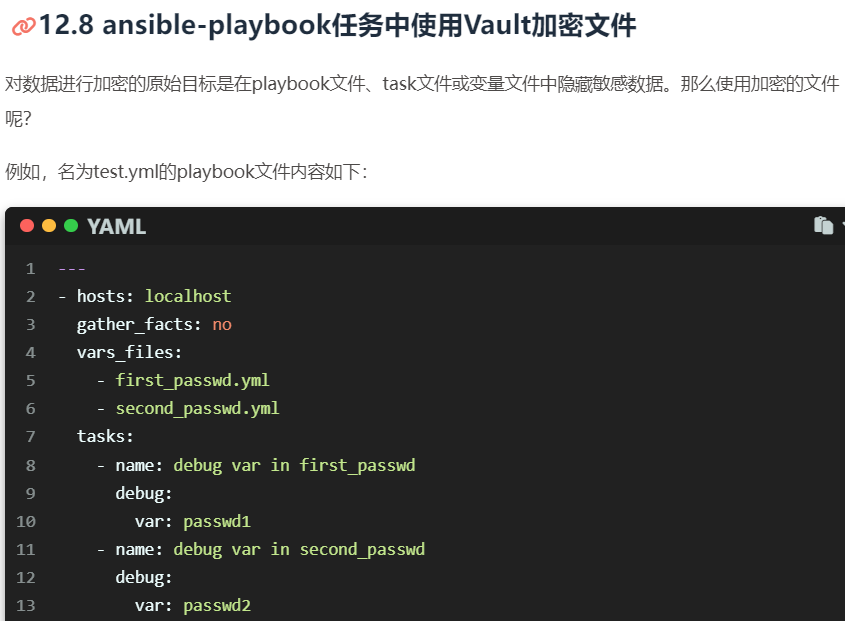 12.8 ansible-playbook任务中使用Vault加密文件
对数据进行加密的原始目标是在playbook文件、task文件或变量文件中隐藏敏感数据。那么使用加密的文件
呢？
例如，名为test.yml的playbook文件内容如下：
YAML
1 ---
2 - hosts: localhost
3   gather_facts: no
4   vars_files:
5     - first_passwd.yml
6     - second_passwd.yml
7   tasks:
8     - name: debug var in first_passwd
9       debug:
10         var: passwd1
11     - name: debug var in second_passwd
12       debug:
13         var: passwd2